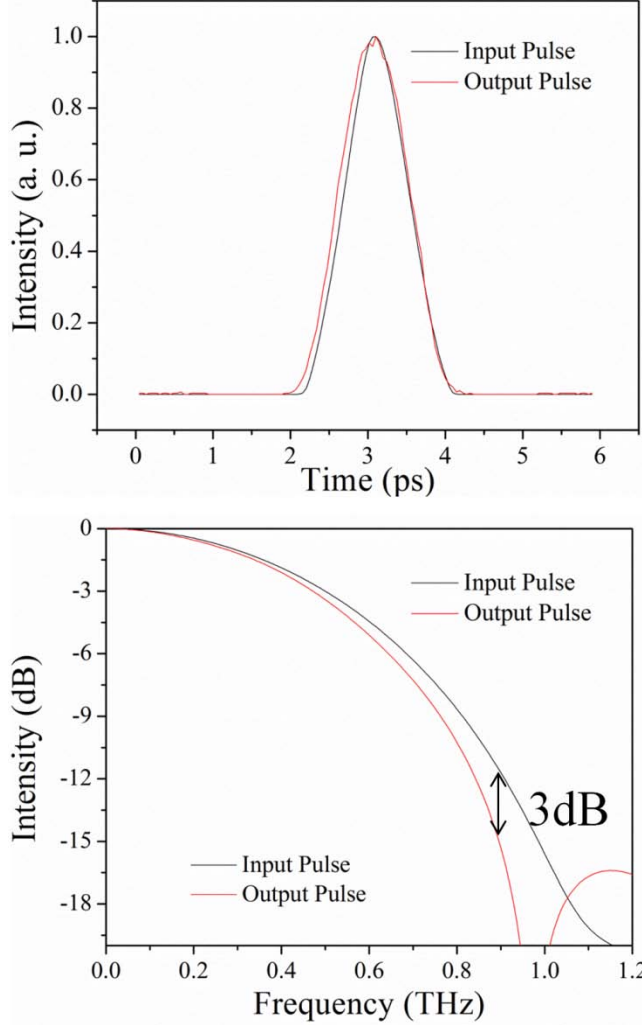 Intensity (a. u.)
1.0
0.8
0.6
0.4
0.2
0.0
Input Pulse
Output Pulse
0 1 2 3 4 5 6
Time (ps)
Intensity (dB)
0
-3
-6
-9
-12
-15
-18
Input Pulse
Output Pulse
3dB
Input Pulse
Output Pulse
0.0 0.2 0.4 0.6 0.8 1.0 1.2
Frequency (THz)